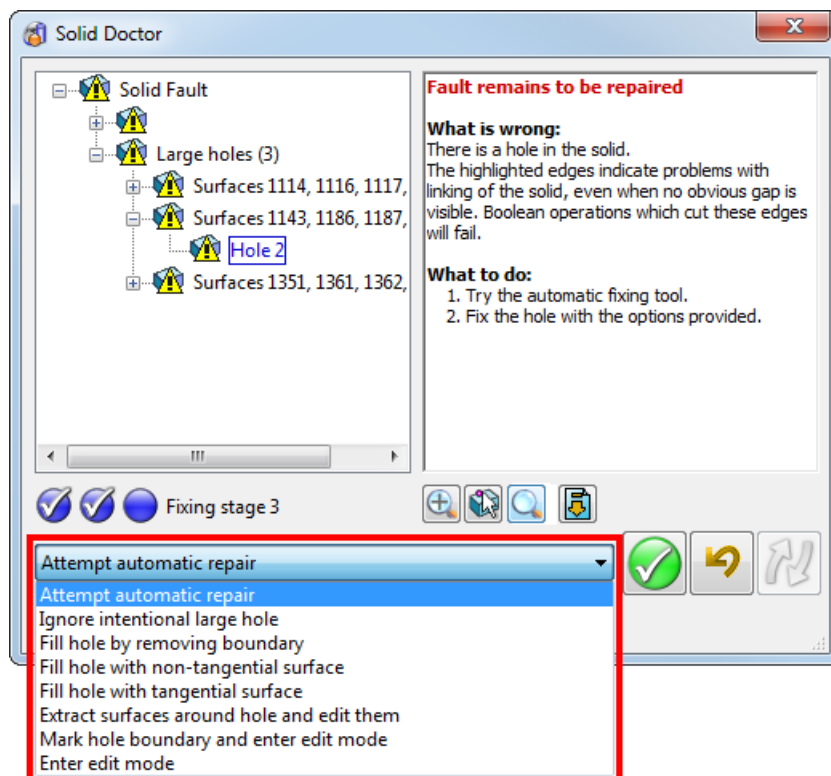 Solid Doctor
Solid Fault
Large holes (3)
Surfaces 1114, 1116, 1117,
Surfaces 1143, 1186, 1187,
Hole 2
Surfaces 1351, 1361, 1362,
Fault remains to be repaired
What is wrong:
There is a hole in the solid.
The highlighted edges indicate problems with
linking of the solid, even when no obvious gap is
visible. Boolean operations which cut these edges
will fail.
What to do:
1. Try the automatic fixing tool.
2. Fix the hole with the options provided.
Fixing stage 3
Attempt automatic repair
Attempt automatic repair
Ignore intentional large hole
Fill hole by removing boundary
Fill hole with non-tangential surface
Fill hole with tangential surface
Extract surfaces around hole and edit them
Mark hole boundary and enter edit mode
Enter edit mode